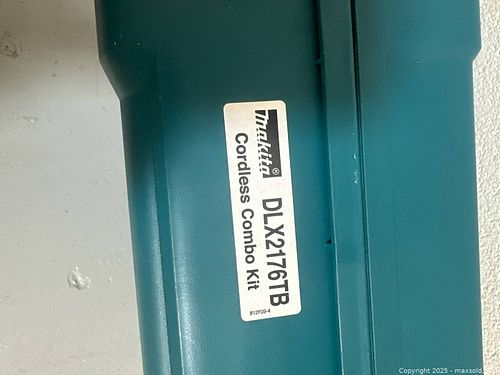 makita®
DLX2176TB
Cordless Combo Kit
812F09-4
Copyright 2025 - maxsold.